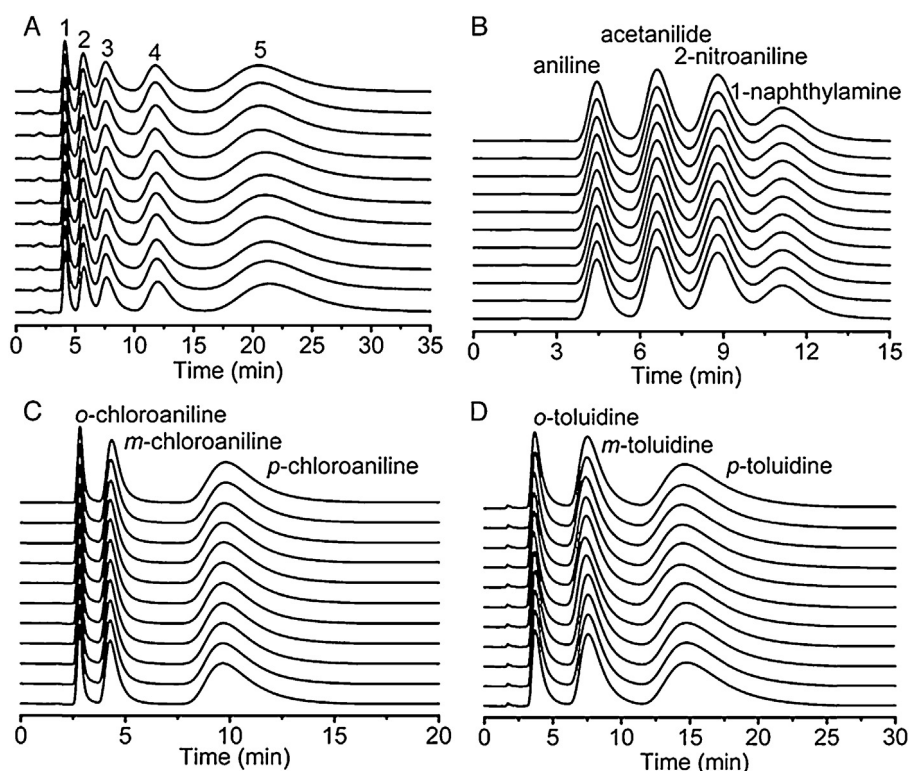 A
1
2
3
4
5
0 5 10 15 20 25 30 35
Time (min)
B
acetanilide
2-nitroaniline
aniline
1-naphthylamine
0 3 6 9 12 15
Time (min)
C
o-chloroaniline
m-chloroaniline
p-chloroaniline
0 5 10 15 20
Time (min)
D
o-toluidine
m-toluidine
p-toluidine
0 5 10 15 20 25 30
Time (min)